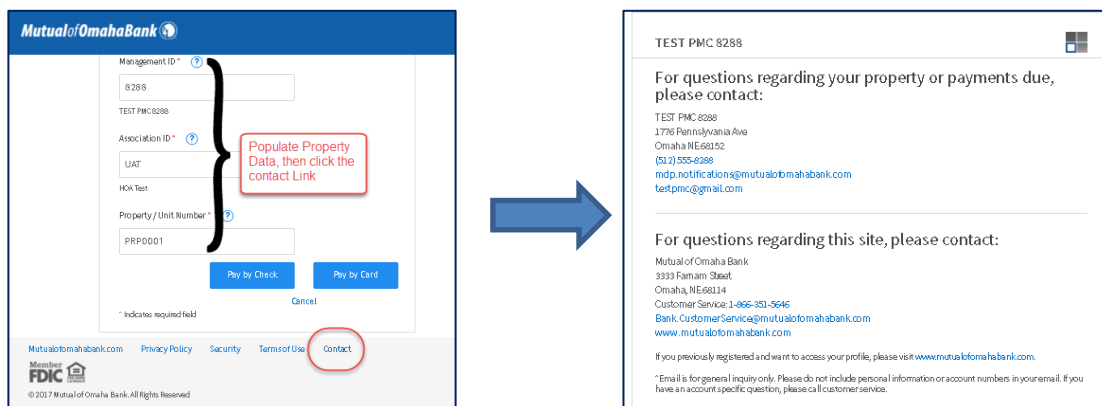 MutualofOmahaBank
Management ID* ?
8288
TEST PMC 8288
Association ID* ?
UAT
HOA Test
Property / Unit Number* ?
PRP0001
Populate Property
Data, then click the
contact Link
Pay by Check Pay by Card
Cancel
* Indicates required field
Mutualofomahabank.com Privacy Policy Security Terms of Use Contact
Member
FDIC
© 2017 Mutual of Omaha Bank. All Rights Reserved
TEST PMC 8288
For questions regarding your property or payments due,
please contact:
TEST PMC 8288
1776 Pennslyvania Ave
Omaha NE 68152
(512) 555-8288
mdp.notifications@mutualofomahabank.com
testpmc@gmail.com
For questions regarding this site, please contact:
Mutual of Omaha Bank
3333 Farnam Street
Omaha, NE 68114
Customer Service: 1-866-351-5646
Bank.CustomerService@mutualofomahabank.com
www.mutualofomahabank.com
If you previously registered and want to access your profile, please visit www.mutualofomahabank.com.
*Email is for general inquiry only. Please do not include personal information or account numbers in your email. If you
have an account specific question, please call customer service.